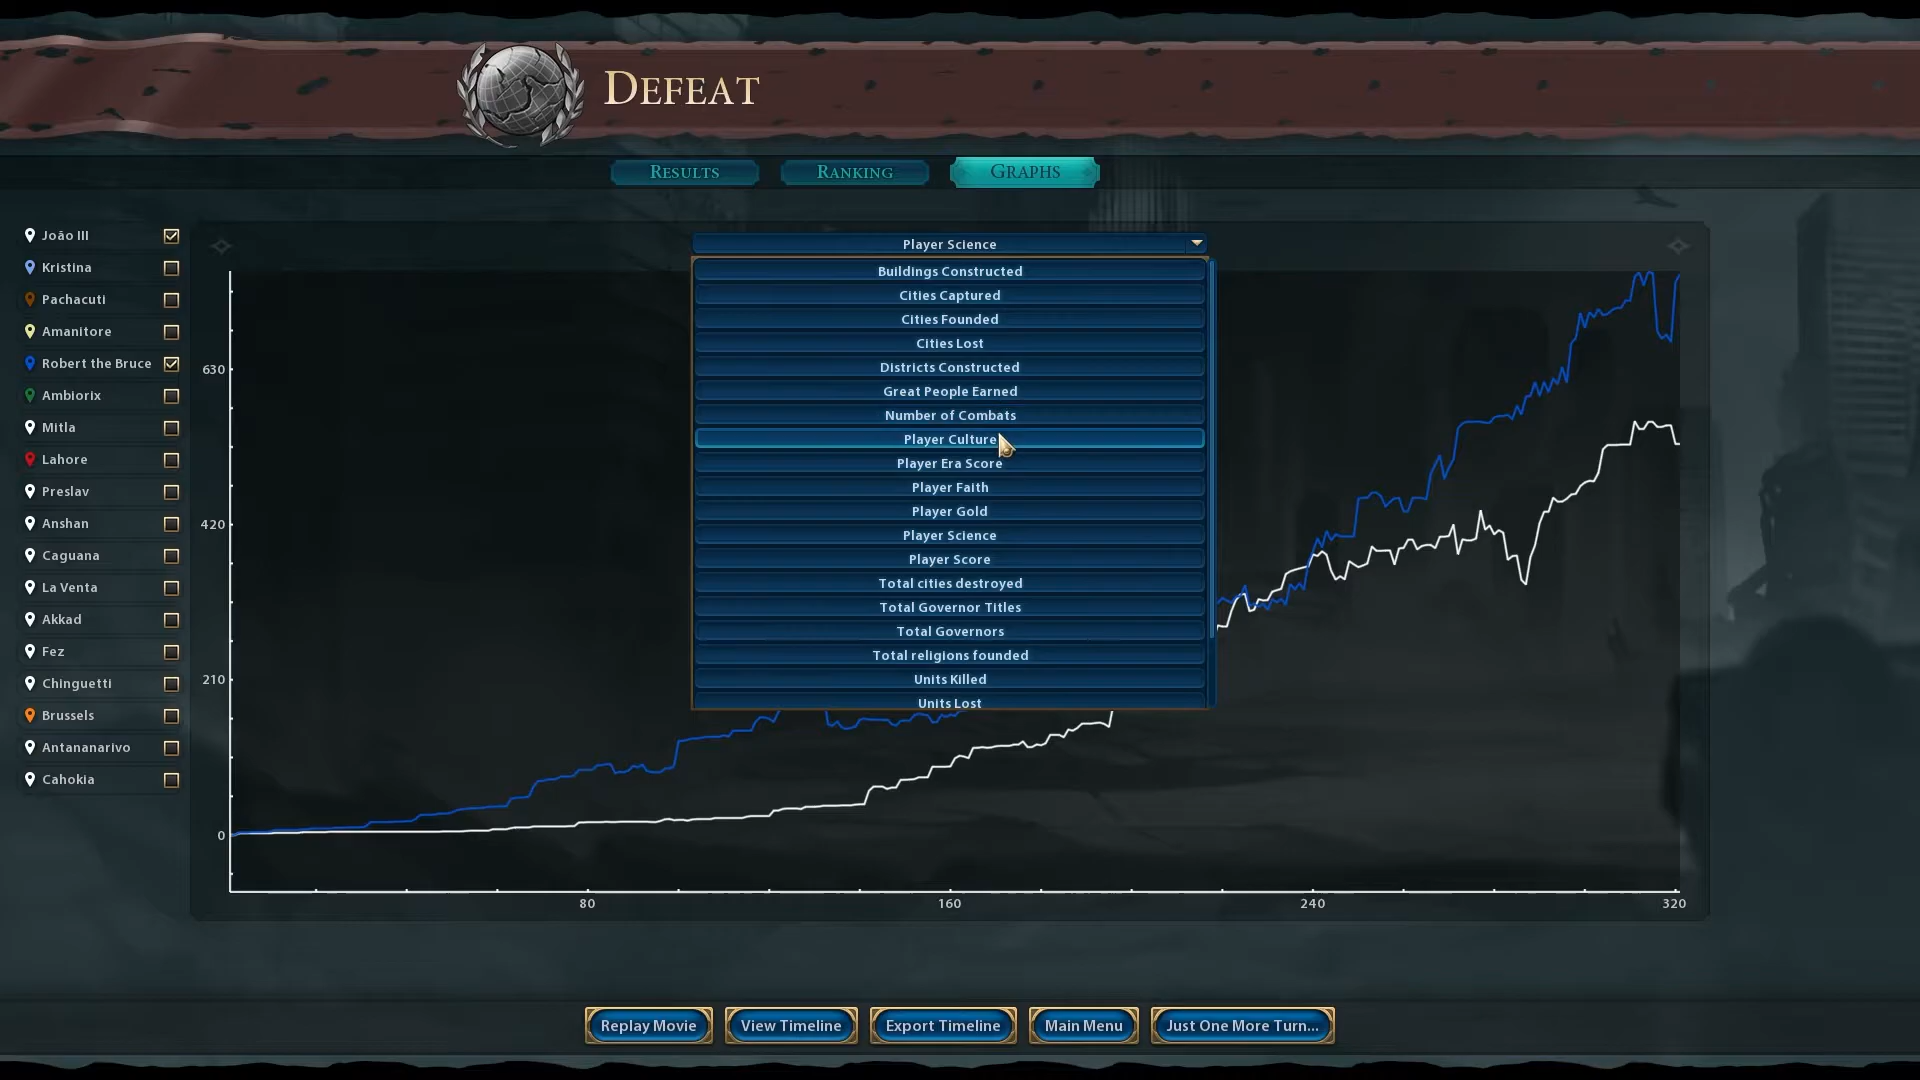 DEFEAT
RESULTS
RANKING
GRAPHS
João III
Kristina
Pachacuti
Amanitore
Robert the Bruce
Ambiorix
Mitla
Lahore
Preslav
Anshan
Caguana
La Venta
Akkad
Fez
Chinguetti
Brussels
Antananarivo
Cahokia
Player Science
Buildings Constructed
Cities Captured
Cities Founded
Cities Lost
Districts Constructed
Great People Earned
Number of Combats
Player Culture
Player Era Score
Player Faith
Player Gold
Player Science
Player Score
Total cities destroyed
Total Governor Titles
Total Governors
Total religions founded
Units Killed
Units Lost
630
420
210
0
80
160
240
320
Replay Movie
View Timeline
Export Timeline
Main Menu
Just One More Turn...